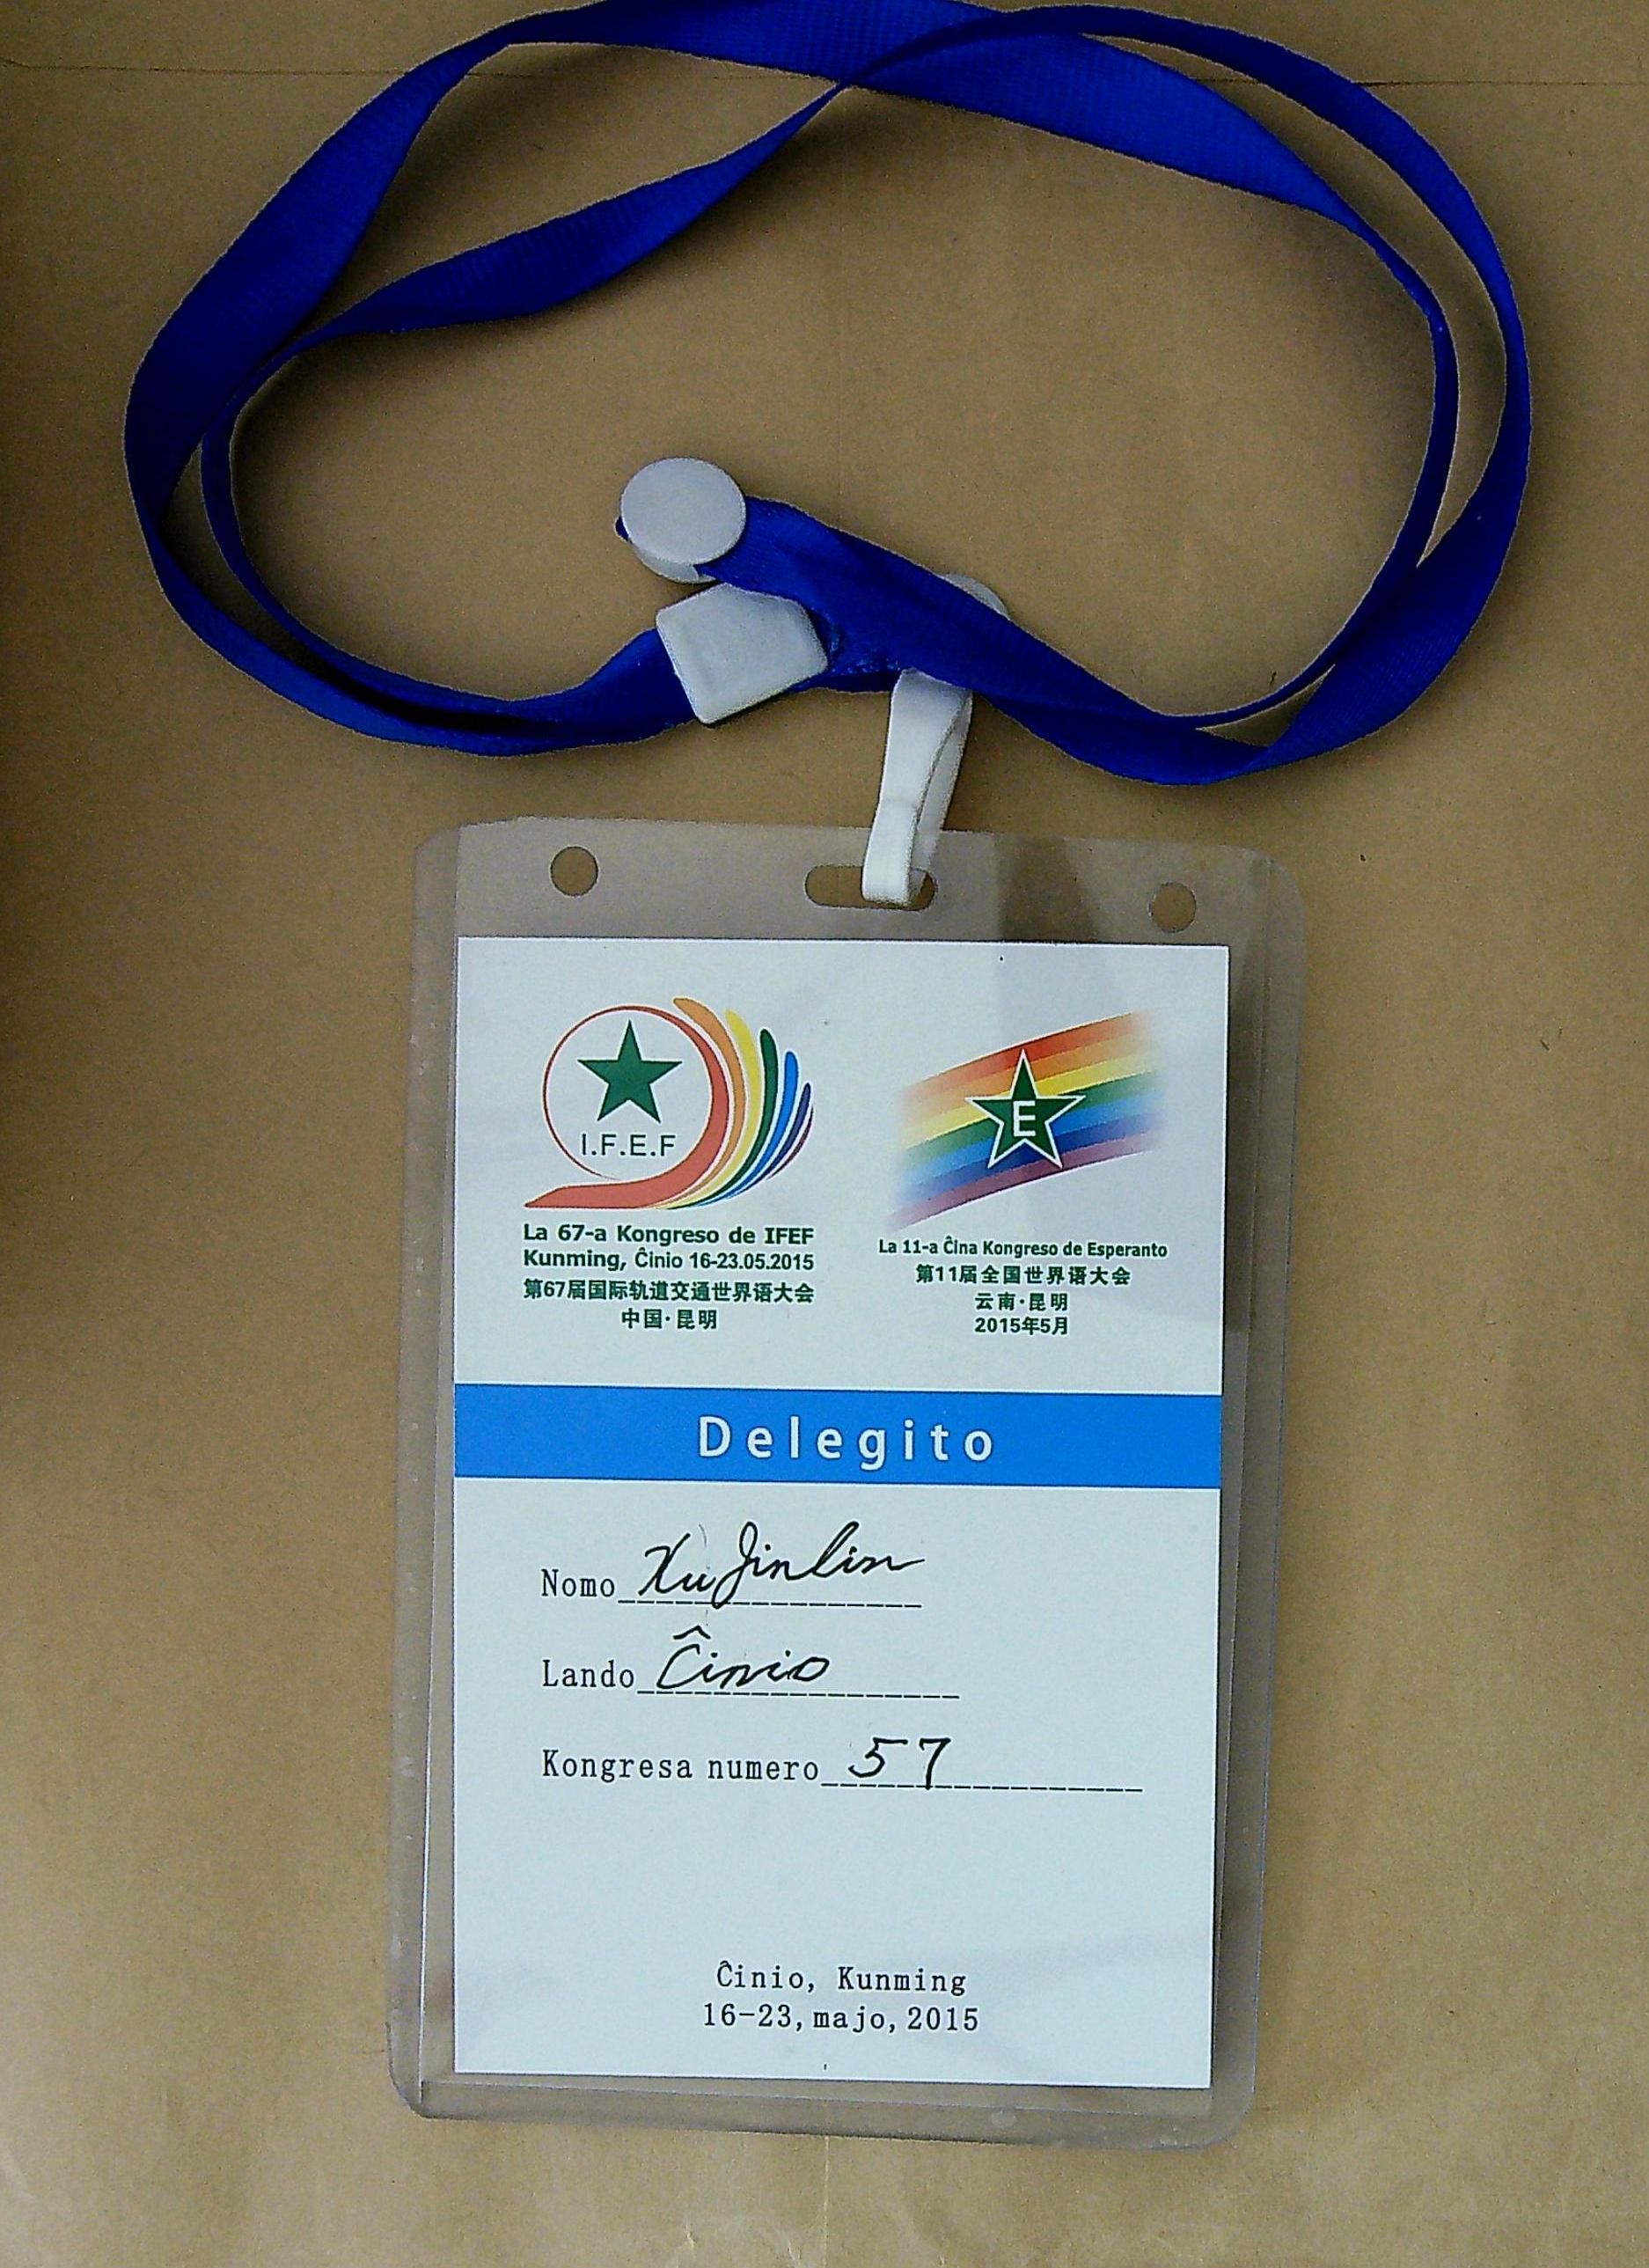 I.F.E.F
La 67-a Kongreso de IFEF
Kunming, Ĉinio 16-23.05.2015
第67届国际轨道交通世界语大会
中国·昆明
E
La 11-a Ĉina Kongreso de Esperanto
第11届全国世界语大会
云南·昆明
2015年5月
Delegito
Nomo Xu Jinlin
Lando Ĉinio
Kongresa numero 57
Ĉinio, Kunming
16-23,majo,2015